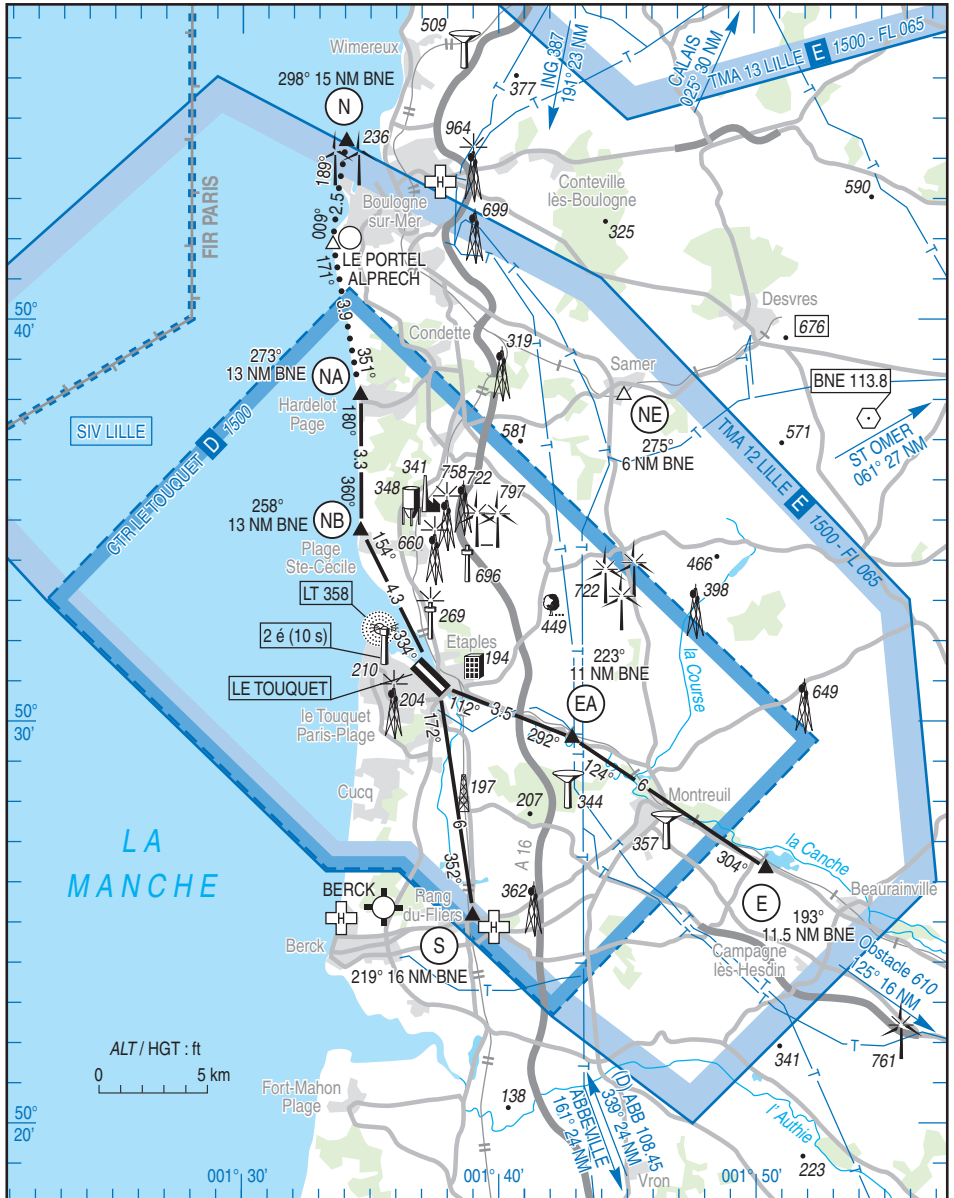 509
Wimereux
ING 387
191° 23 NM
CALAIS
025° 30 NM
TMA 13 LILLE E 1500 - FL 065
298° 15 NM BNE
N
236
377
964
FIR PARIS
189°
2.5
009
Boulogne
sur-Mer
Conteville
lès-Boulogne
590
699
325
LE PORTEL
ALPRECH
171°
3.9
351°
50°
40'
Desvres
676
Condette
319
273°
13 NM BNE
NA
Hardelot
Page
Samer
NE
275°
6 NM BNE
BNE 113.8
571
ST OMER
061° 27 NM
SIV LILLE
CTR LE TOUQUET D 1500
TMA 12 LILLE E 1500 - FL 065
180°
3.3
360°
581
341
758
722
348
797
258°
13 NM BNE
NB
660
696
Plage
Ste-Cécile
154°
4.3
334°
LT 358
2 é (10 s)
269
722
466
398
449
Etaples
194
210
LE TOUQUET
204
le Touquet
Paris-Plage
223°
11 NM BNE
EA
la Course
649
50°
30'
112°
3.5
292°
172°
6
352°
124°
6
304°
Cucq
197
207
344
Montreuil
357
la Canche
LA
MANCHE
A 16
BERCK
Berck
Rang
du-Fliers
362
S
219° 16 NM BNE
E
193°
11.5 NM BNE
Beaurainville
Campagne
lès-Hesdin
Obstacle 610
125° 16 NM
761
341
ALT / HGT : ft
0
5 km
Fort-Mahon
Plage
138
(D) ABB 108.45
339° 24 NM
ABBEVILLE
161° 24 NM
l' Authie
223
50°
20'
Vron
001° 30'
001° 40'
001° 50'
T
H